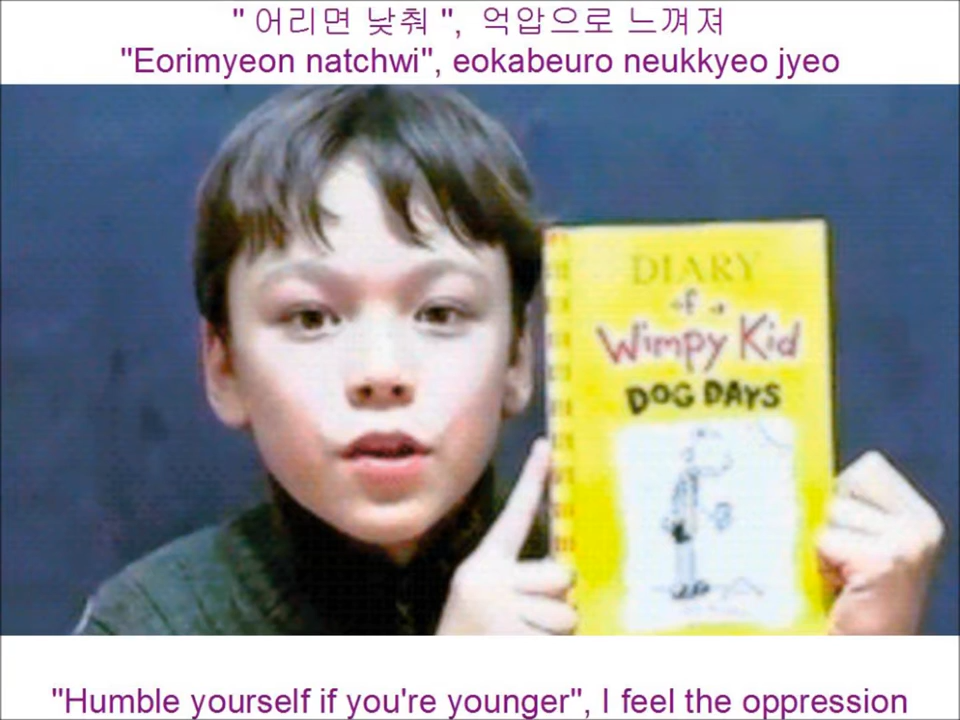 " 어리면 낮춰 ", 억압으로 느껴져
"Eorimyeon natchwi", eokabeuro neukkyeo jyeo
DIARY
of a
Wimpy Kid
DOG DAYS
"Humble yourself if you're younger", I feel the oppression